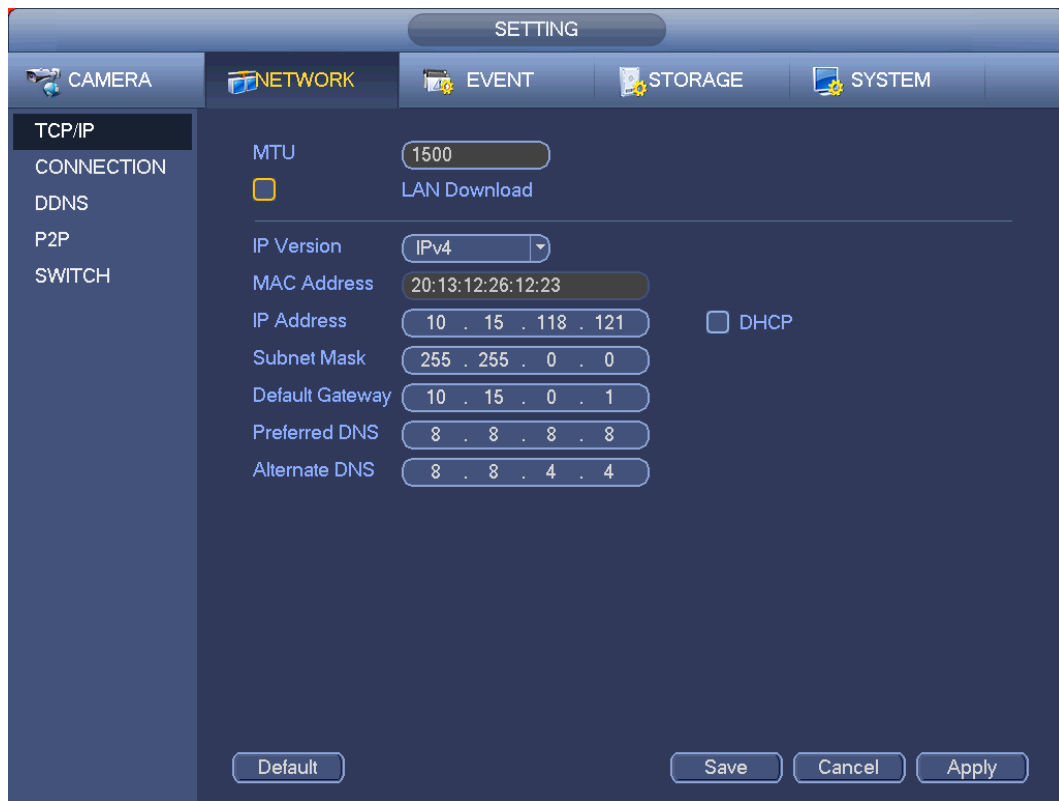 SETTING
CAMERA NETWORK EVENT STORAGE SYSTEM
TCP/IP
CONNECTION
DDNS
P2P
SWITCH
MTU 1500
LAN Download
IP Version IPv4
MAC Address 20:13:12:26:12:23
IP Address 10 . 15 . 118 . 121 DHCP
Subnet Mask 255 . 255 . 0 . 0
Default Gateway 10 . 15 . 0 . 1
Preferred DNS 8 . 8 . 8 . 8
Alternate DNS 8 . 8 . 4 . 4
Default Save Cancel Apply